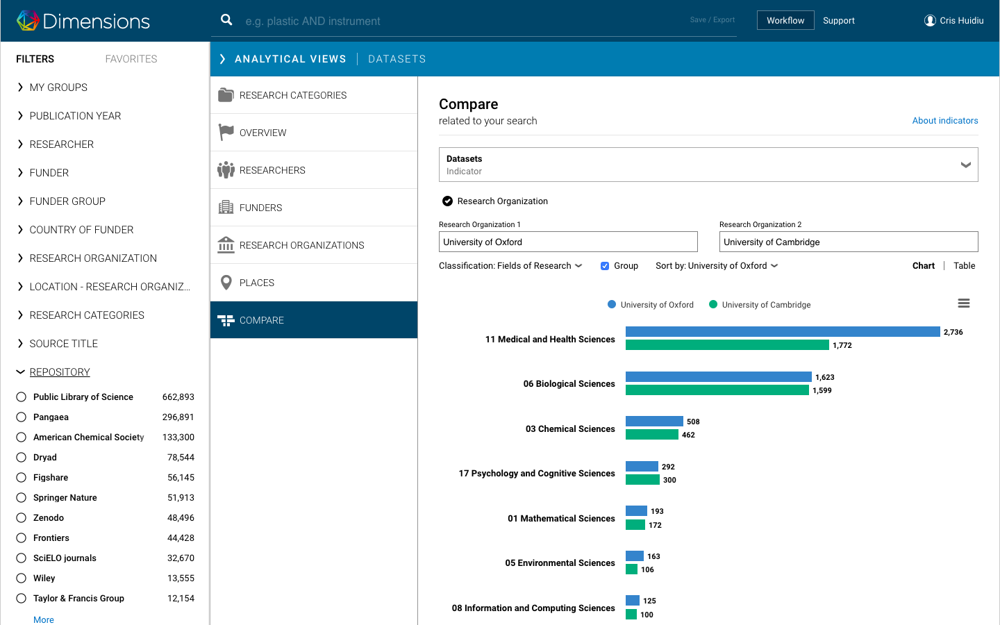 Dimensions
e.g. plastic AND instrument
Save / Export
Workflow
Support
Cris Huidiu
FILTERS
FAVORITES
MY GROUPS
PUBLICATION YEAR
RESEARCHER
FUNDER
FUNDER GROUP
COUNTRY OF FUNDER
RESEARCH ORGANIZATION
LOCATION - RESEARCH ORGANIZ...
RESEARCH CATEGORIES
SOURCE TITLE
REPOSITORY
Public Library of Science 662,893
Pangaea 296,891
American Chemical Society 133,300
Dryad 78,544
Figshare 56,145
Springer Nature 51,913
Zenodo 48,496
Frontiers 44,428
SciELO journals 32,670
Wiley 13,555
Taylor & Francis Group 12,154
More
ANALYTICAL VIEWS | DATASETS
RESEARCH CATEGORIES
OVERVIEW
RESEARCHERS
FUNDERS
RESEARCH ORGANIZATIONS
PLACES
COMPARE
Compare
related to your search
About indicators
Datasets
Indicator
Research Organization
Research Organization 1
University of Oxford
Research Organization 2
University of Cambridge
Classification: Fields of Research
Group
Sort by: University of Oxford
Chart | Table
University of Oxford
University of Cambridge
11 Medical and Health Sciences
2,736
1,772
06 Biological Sciences
1,623
1,599
03 Chemical Sciences
508
462
17 Psychology and Cognitive Sciences
292
300
01 Mathematical Sciences
193
172
05 Environmental Sciences
163
106
08 Information and Computing Sciences
125
100